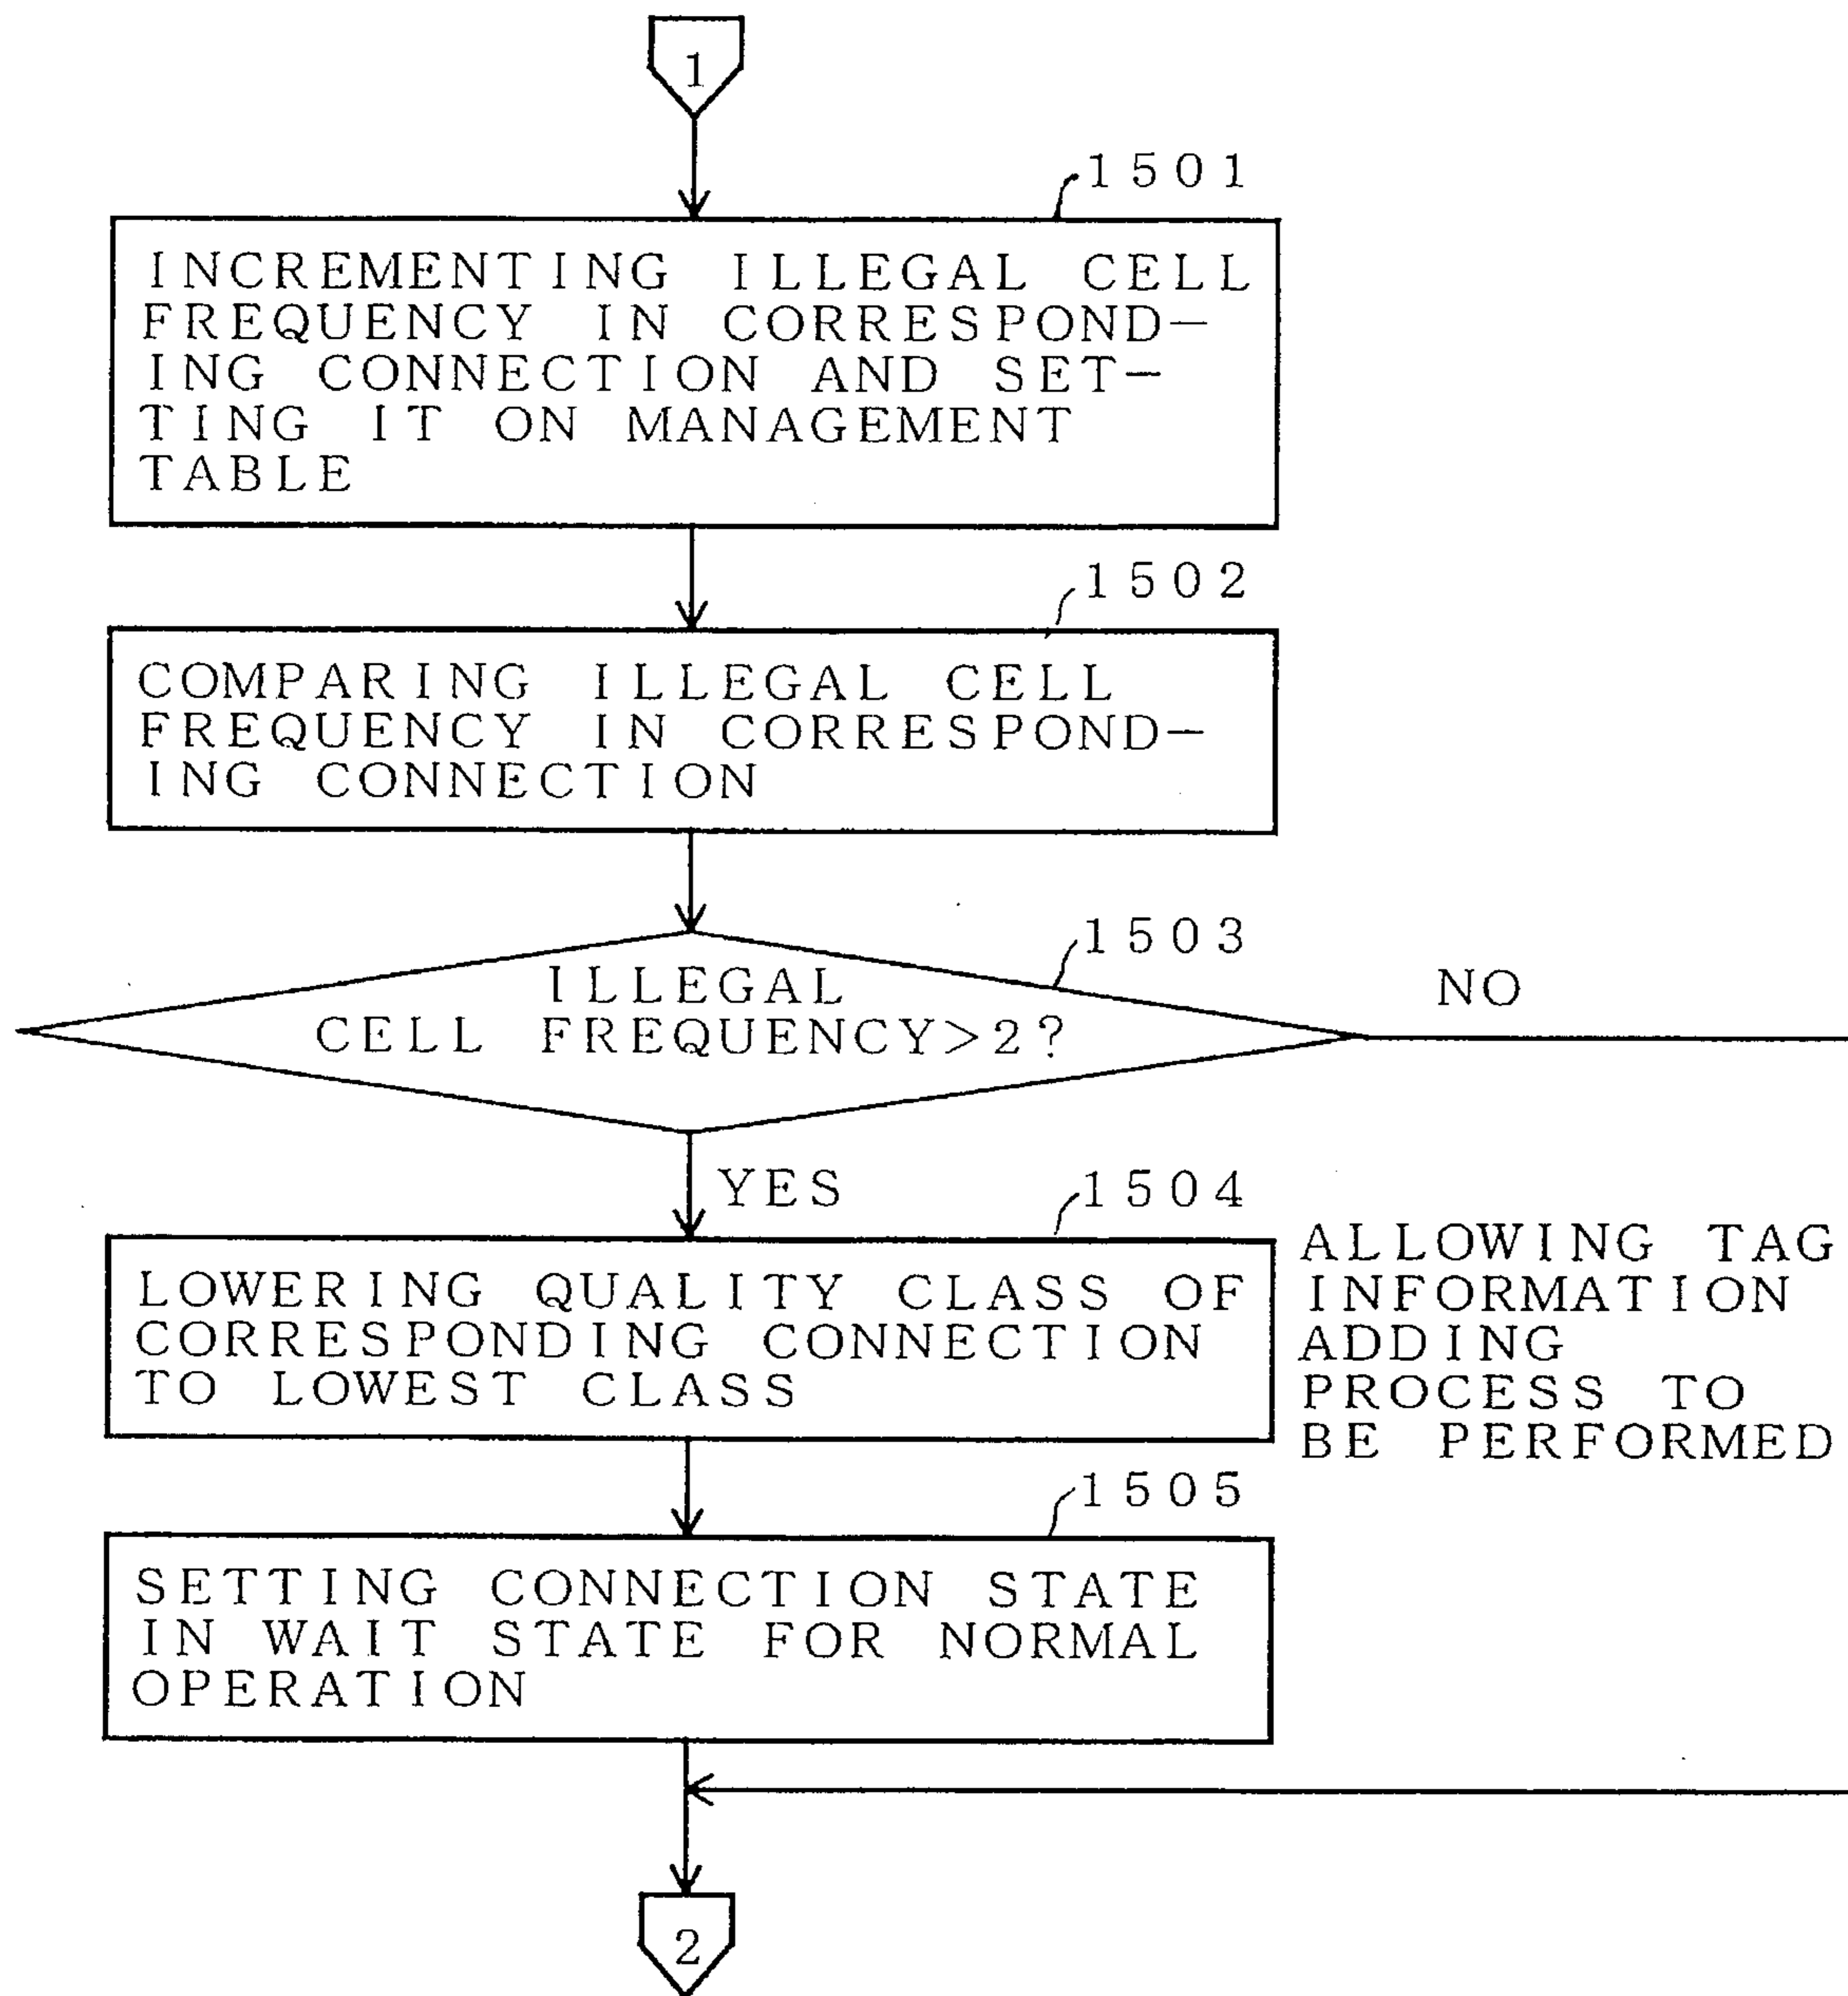 1
1501
INCREMENTING ILLEGAL CELL
FREQUENCY IN CORRESPOND-
ING CONNECTION AND SET-
TING IT ON MANAGEMENT
TABLE
1502
COMPARING ILLEGAL CELL
FREQUENCY IN CORRESPOND-
ING CONNECTION
1503
ILLEGAL
CELL FREQUENCY>2?
NO
YES
1504
LOWERING QUALITY CLASS OF
CORRESPONDING CONNECTION
TO LOWEST CLASS
ALLOWING TAG
INFORMATION
ADDING
PROCESS TO
BE PERFORMED
1505
SETTING CONNECTION STATE
IN WAIT STATE FOR NORMAL
OPERATION
2